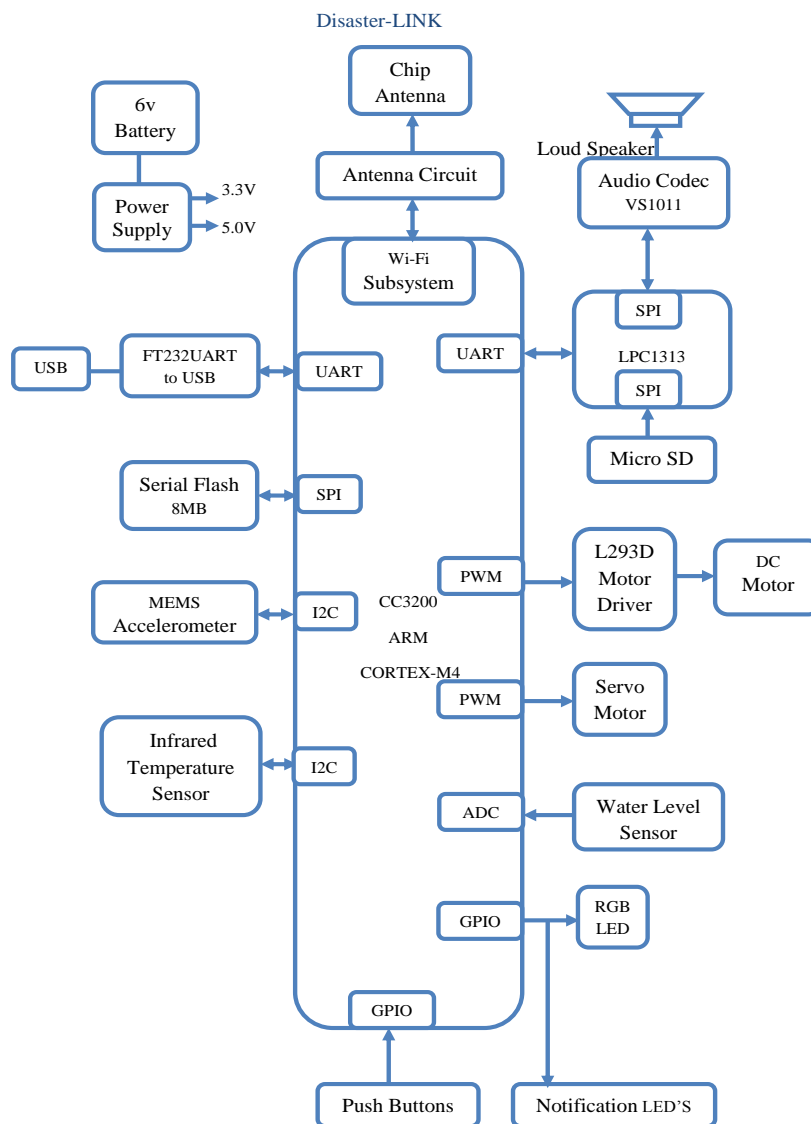 Disaster-LINK
Chip
Antenna
6v
Battery
Loud Speaker
Antenna Circuit
Audio Codec
VS1011
Power
Supply
3.3V
5.0V
Wi-Fi
Subsystem
SPI
LPC1313
SPI
UART
USB
FT232UART
to USB
UART
Micro SD
Serial Flash
8MB
SPI
PWM
L293D
Motor
Driver
DC
Motor
MEMS
Accelerometer
I2C
CC3200
ARM
CORTEX-M4
PWM
Servo
Motor
Infrared
Temperature
Sensor
I2C
ADC
Water Level
Sensor
GPIO
RGB
LED
GPIO
Push Buttons
Notification LED'S